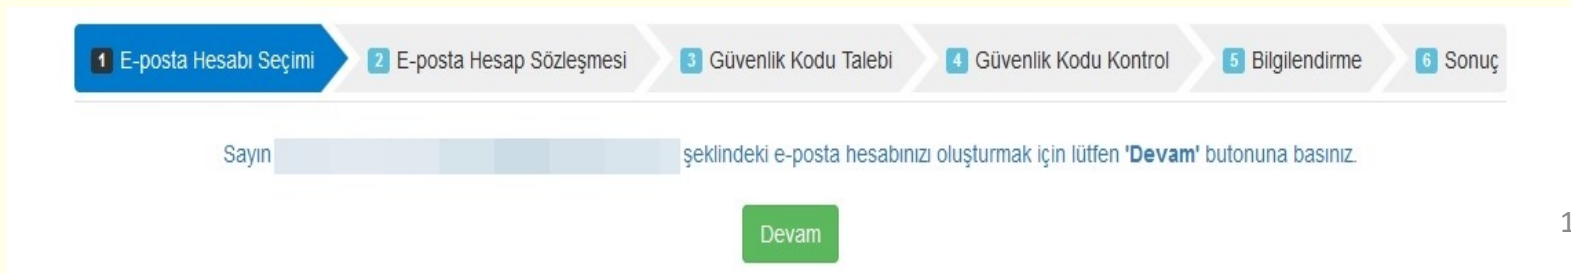 1 E-posta Hesabı Seçimi 2 E-posta Hesap Sözleşmesi 3 Güvenlik Kodu Talebi 4 Güvenlik Kodu Kontrol 5 Bilgilendirme 6 Sonuç
Sayın şeklindeki e-posta hesabınızı oluşturmak için lütfen 'Devam' butonuna basınız.
Devam
1